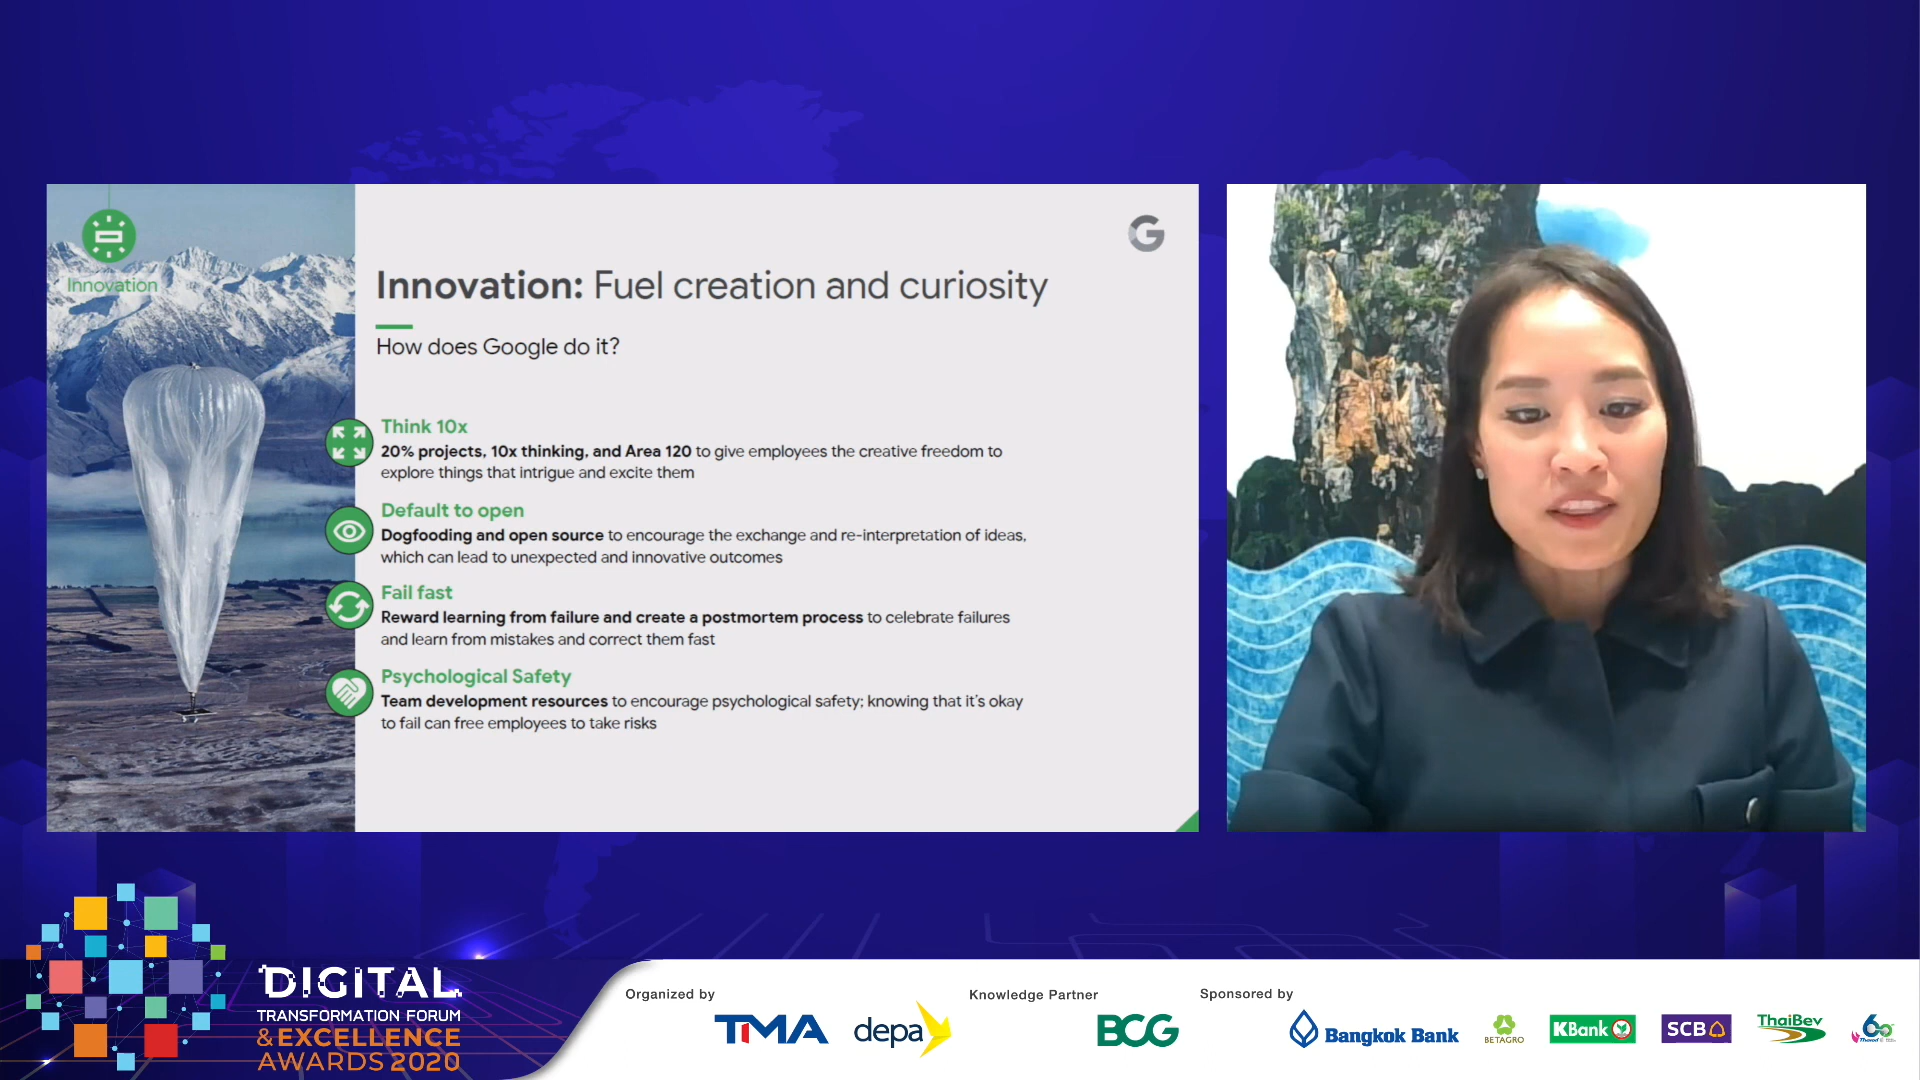 Innovation
G
Innovation: Fuel creation and curiosity
How does Google do it?
Think 10x
20% projects, 10x thinking, and Area 120 to give employees the creative freedom to
explore things that intrigue and excite them
Default to open
Dogfooding and open source to encourage the exchange and re-interpretation of ideas,
which can lead to unexpected and innovative outcomes
Fail fast
Reward learning from failure and create a postmortem process to celebrate failures
and learn from mistakes and correct them fast
Psychological Safety
Team development resources to encourage psychological safety; knowing that it's okay
to fail can free employees to take risks
DIGITAL
TRANSFORMATION FORUM
& EXCELLENCE
AWARDS 2020
Organized by
TMA
depa
Knowledge Partner
BCG
Sponsored by
Bangkok Bank
BETAGRO
KBank
SCB
ThaiBev
60